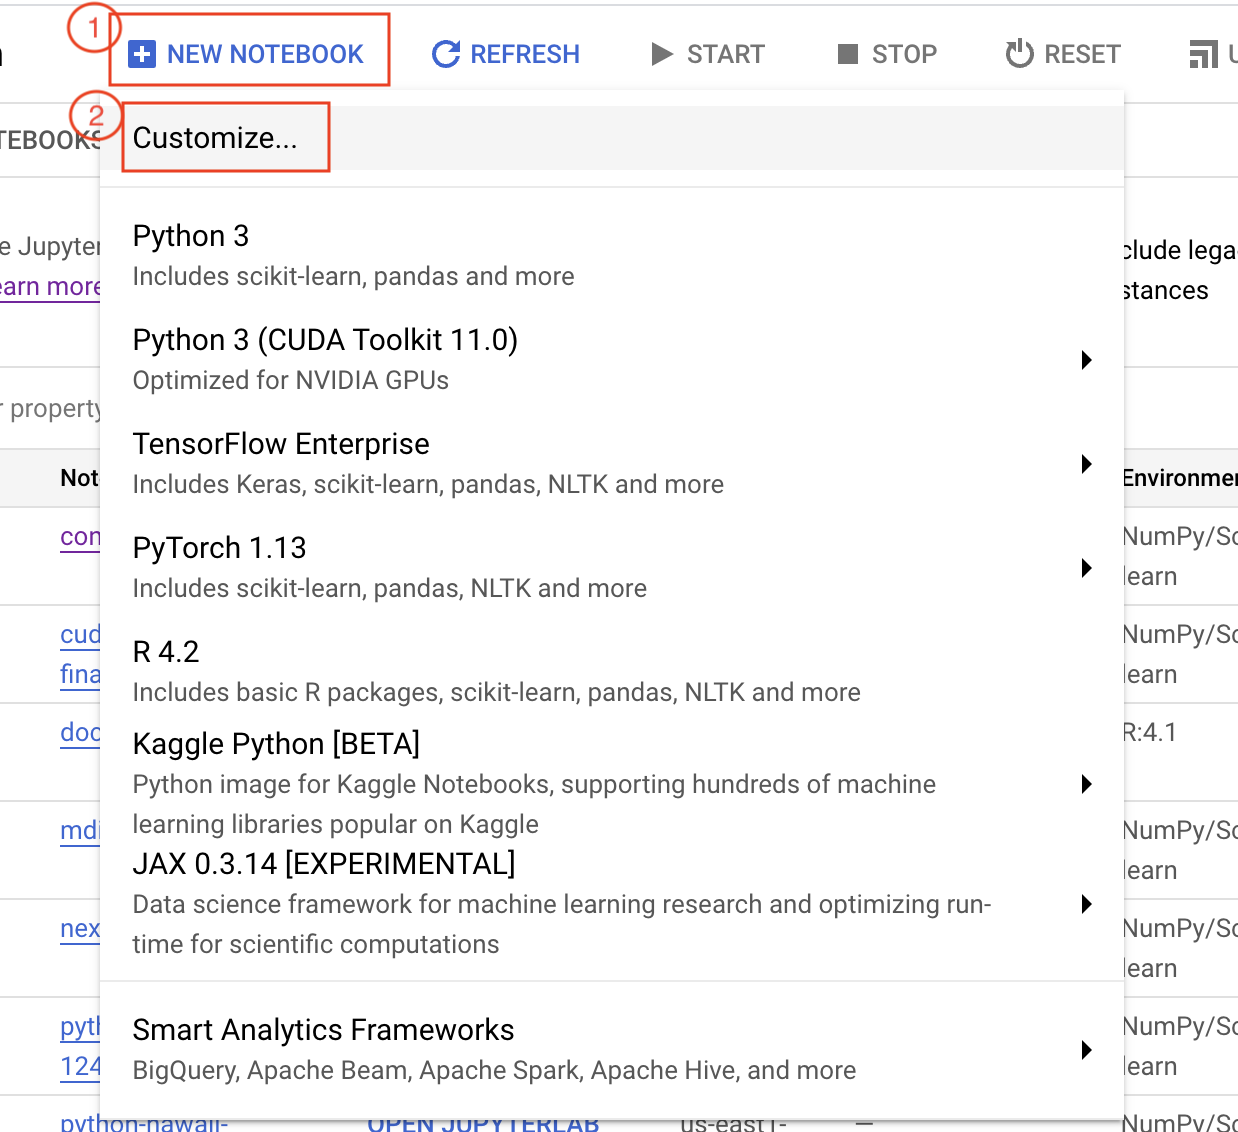 1
NEW NOTEBOOK REFRESH START STOP RESET
2
Customize...
Python 3
Includes scikit-learn, pandas and more
Python 3 (CUDA Toolkit 11.0)
Optimized for NVIDIA GPUs
TensorFlow Enterprise
Includes Keras, scikit-learn, pandas, NLTK and more
PyTorch 1.13
Includes scikit-learn, pandas, NLTK and more
R 4.2
Includes basic R packages, scikit-learn, pandas, NLTK and more
Kaggle Python [BETA]
Python image for Kaggle Notebooks, supporting hundreds of machine
learning libraries popular on Kaggle
JAX 0.3.14 [EXPERIMENTAL]
Data science framework for machine learning research and optimizing run-
time for scientific computations
Smart Analytics Frameworks
BigQuery, Apache Beam, Apache Spark, Apache Hive, and more
TEBOOKS
e Jupyter
earn more
r property
Not
con
cud
fina
doc
mdi
nex
pyth
124
python-hawaii- OPEN JUPYTERLAB us-east1- —
clude lega
stances
Environmen
NumPy/Sc
learn
NumPy/Sc
learn
R:4.1
NumPy/Sc
learn
NumPy/Sc
learn
NumPy/Sc
learn
NumPy/Sc